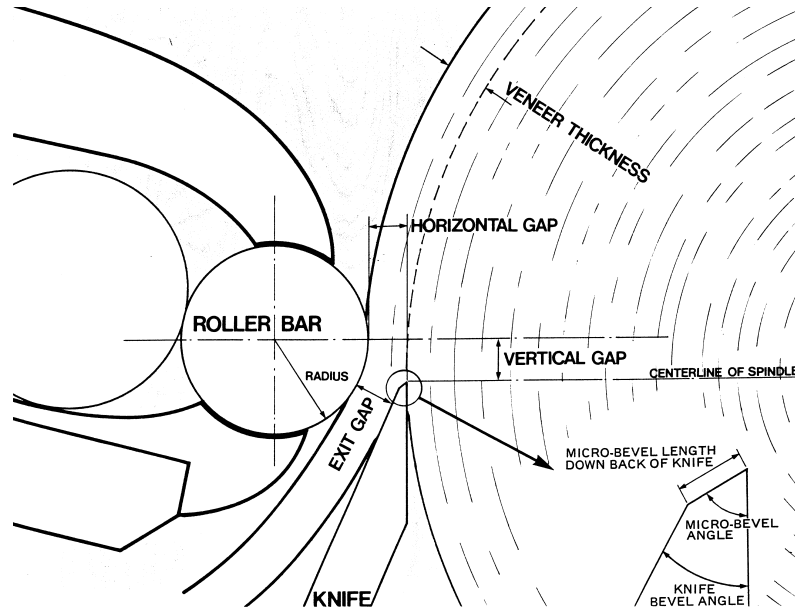 VENEER THICKNESS
HORIZONTAL GAP
ROLLER BAR
VERTICAL GAP
RADIUS
CENTERLINE OF SPINDLE
EXIT GAP
MICRO-BEVEL LENGTH
DOWN BACK OF KNIFE
MICRO-BEVEL
ANGLE
KNIFE
BEVEL ANGLE
KNIFE